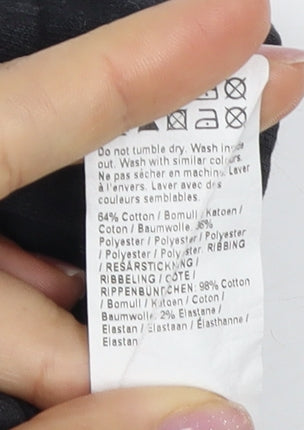 Do not tumble dry. Wash inside
out. Wash with similar colours.
Ne pas sécher en machine. Laver
à l'envers. Laver avec des
couleurs semblables.
64% Cotton / Bomull / Katoen /
Coton / Baumwolle. 36%
Polyester / Polyester / Polyester
/ Polyester / Polyester. RIBBING
/ RESÅRSTICKNING /
RIBBELING / CÔTE /
RIPPENBÜNTCHEN: 98% Cotton
/ Bomull / Katoen / Coton /
Baumwolle. 2% Elastane /
Elastan / Elastaan / Élasthanne /
Elastan